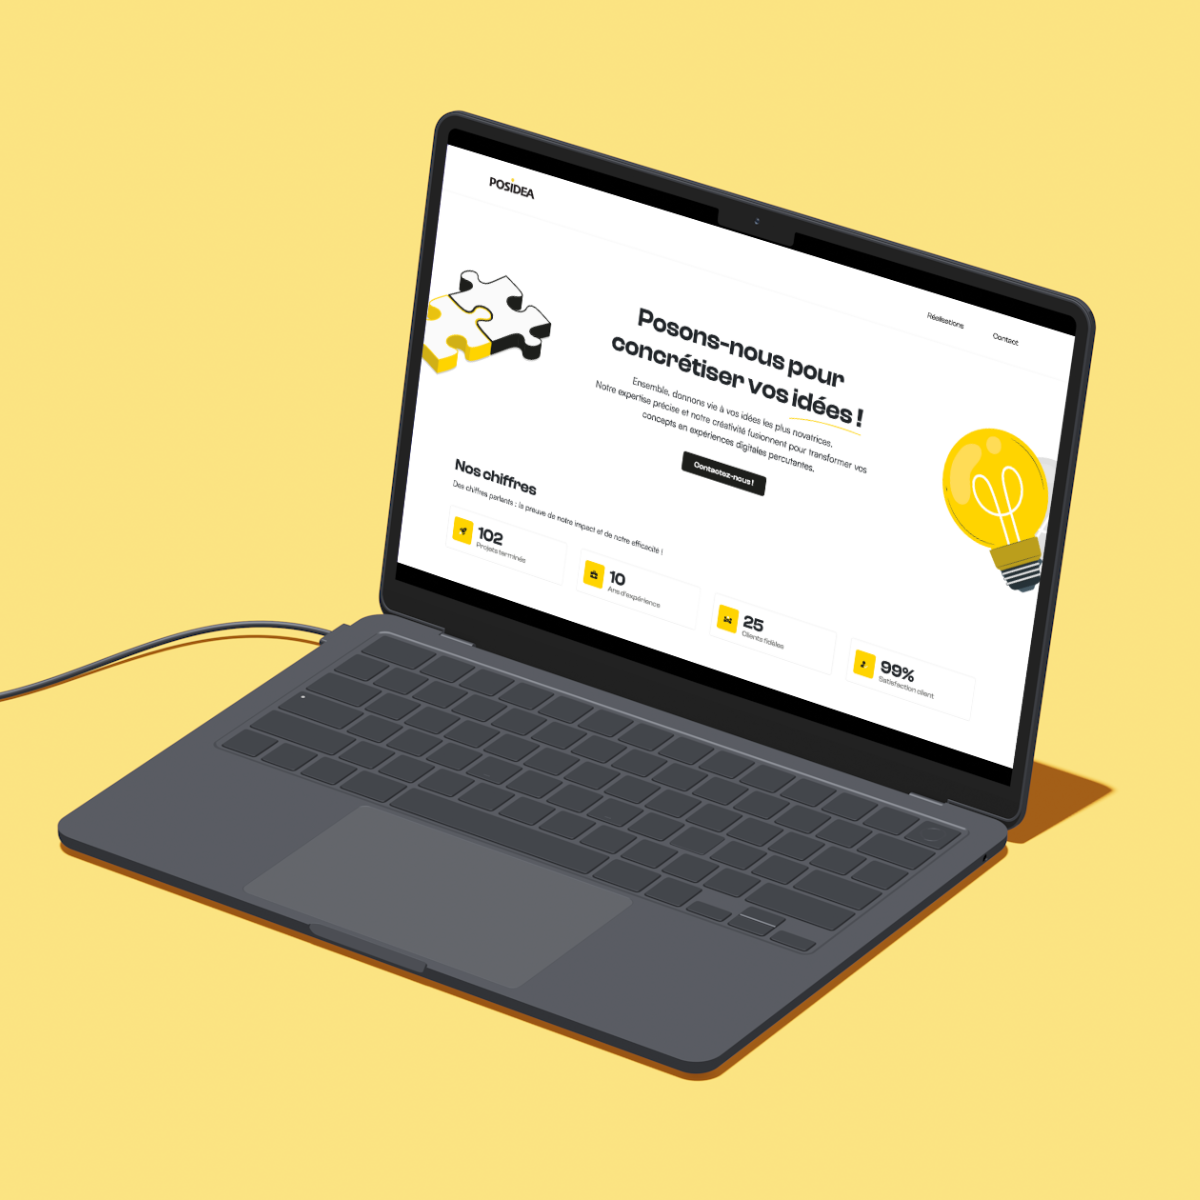 POSIDEA
Réalisations
Contact
Posons-nous pour
concrétiser vos idées !
Ensemble, donnons vie à vos idées les plus novatrices.
Notre expertise précise et notre créativité fusionnent pour transformer vos
concepts en expériences digitales percutantes.
Contactez-nous !
Nos chiffres
Des chiffres parlants : la preuve de notre impact et de notre efficacité !
102
Projets terminés
10
Ans d'expérience
25
Clients fidèles
99%
Satisfaction client